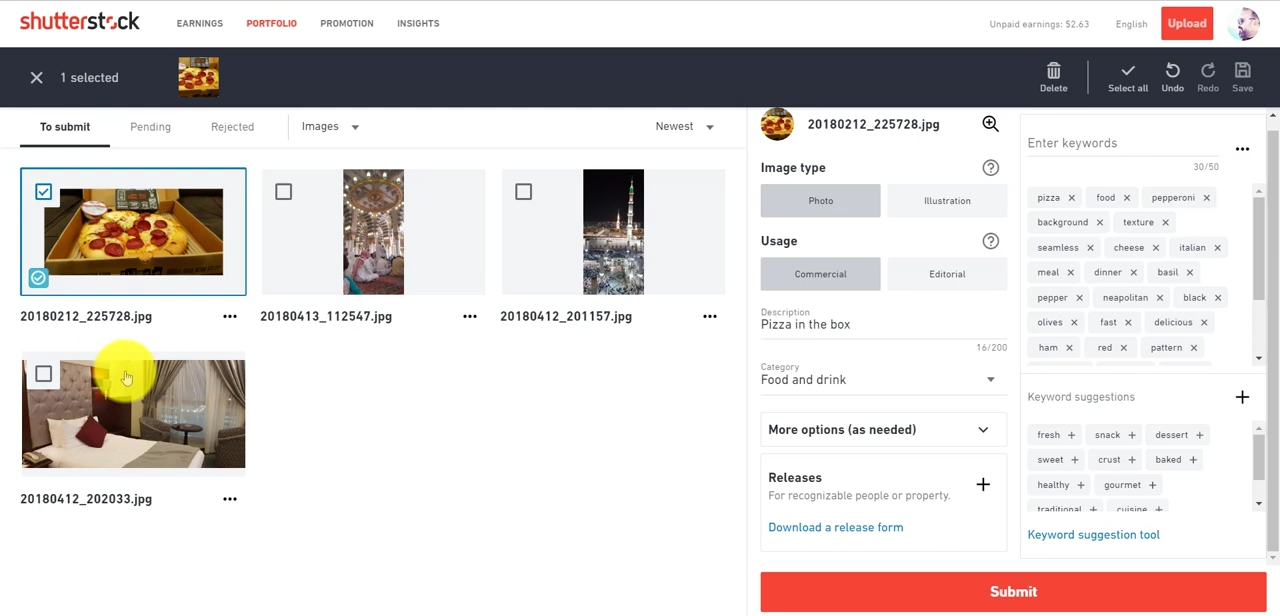 shutterstock EARNINGS PORTFOLIO PROMOTION INSIGHTS Unpaid earnings: $2.63 English Upload
1 selected Delete Select all Undo Redo Save
To submit Pending Rejected Images Newest
20180212_225728.jpg 20180413_112547.jpg 20180412_201157.jpg
20180412_202033.jpg
20180212_225728.jpg
Image type
Photo Illustration
Usage
Commercial Editorial
Description
Pizza in the box
16/200
Category
Food and drink
More options (as needed)
Releases
For recognizable people or property.
Download a release form
Enter keywords
30/50
pizza food pepperoni
background texture
seamless cheese italian
meal dinner basil
pepper neapolitan black
olives fast delicious
ham red pattern
Keyword suggestions
fresh snack dessert
sweet crust baked
healthy gourmet
traditional cuisine
Keyword suggestion tool
Submit